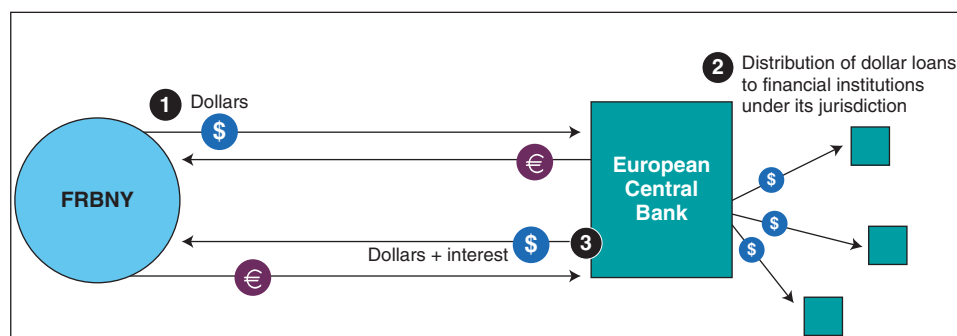 1 Dollars
$
€
FRBNY
European
Central
Bank
2 Distribution of dollar loans
to financial institutions
under its jurisdiction
$
$
$
3
$
Dollars + interest
€